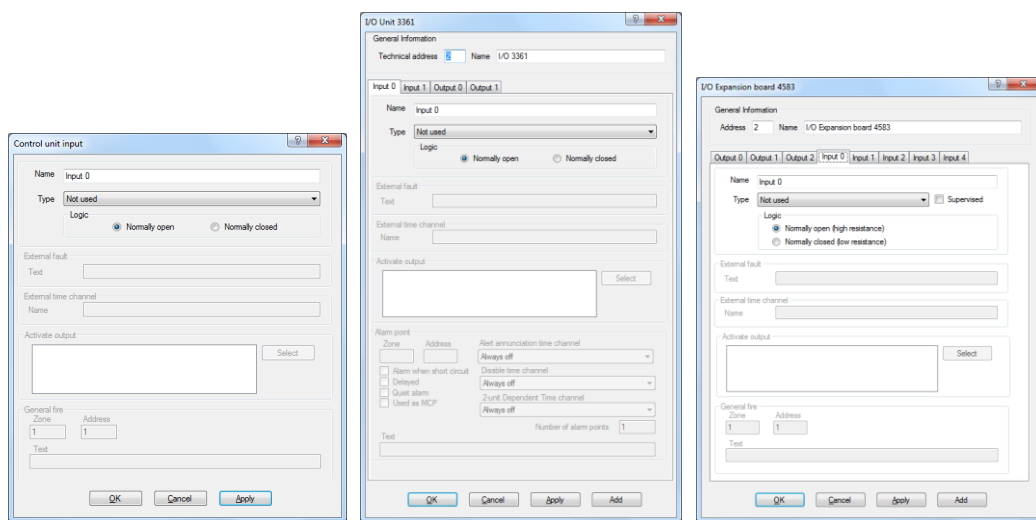 Control unit input
Name Input 0
Type Not used
Logic
Normally open Normally closed
External fault
Text
External time channel
Name
Activate output
Select
General fire
Zone Address
1 1
Text
OK Cancel Apply
I/O Unit 3361
General Information
Technical address 2 Name I/O 3361
Input 0 Input 1 Output 0 Output 1
Name Input 0
Type Not used
Logic
Normally open Normally closed
External fault
Text
External time channel
Name
Activate output
Select
Alarm point
Zone Address Alert annunciation time channel
Always off
Alarm when short circuit Disable time channel
Delayed Always off
Quiet alarm
Used as MCP 2-unit Dependent Time channel
Always off
Number of alarm points 1
Text
OK Cancel Apply Add
I/O Expansion board 4583
General Information
Address 2 Name I/O Expansion board 4583
Output 0 Output 1 Output 2 Input 0 Input 1 Input 2 Input 3 Input 4
Name Input 0
Type Not used Supervised
Logic
Normally open (high resistance)
Normally closed (low resistance)
External fault
Text
External time channel
Name
Activate output
Select
General fire
Zone Address
1 1
Text
OK Cancel Apply Add